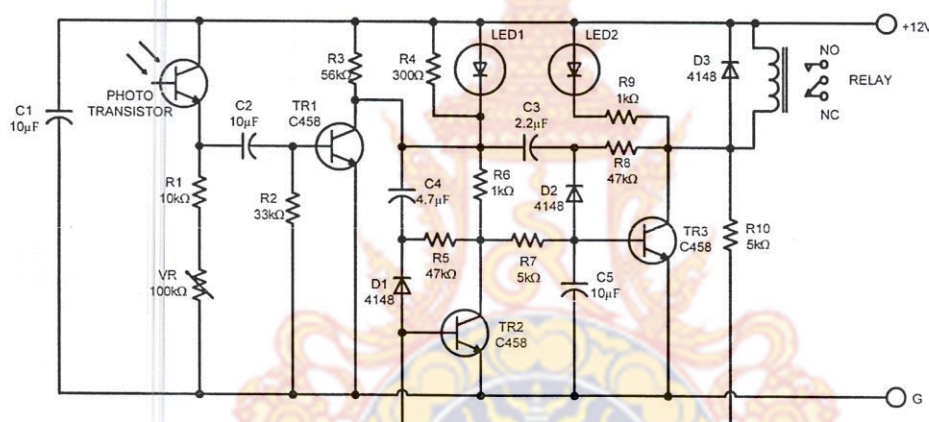 +12V
LED1
LED2
R3
56kΩ
R4
300Ω
D3
4148
NO
RELAY
NC
R9
1kΩ
PHOTO
TRANSISTOR
C1
10µF
C2
10µF
TR1
C458
C3
2.2µF
R8
47kΩ
R1
10kΩ
R2
33kΩ
C4
4.7µF
R6
1kΩ
D2
4148
TR3
C458
R10
5kΩ
R5
47kΩ
R7
5kΩ
VR
100kΩ
D1
4148
C5
10µF
TR2
C458
G